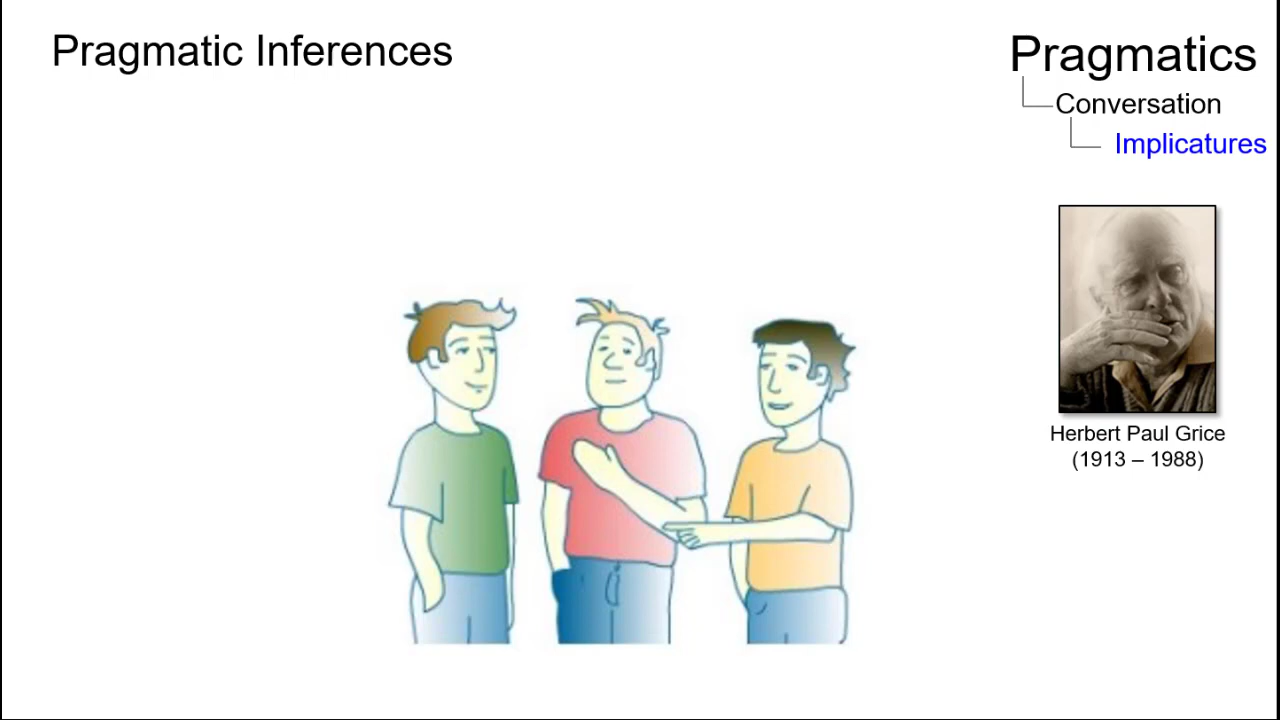 Pragmatic Inferences
Pragmatics
Conversation
Implicatures
Herbert Paul Grice
(1913 – 1988)